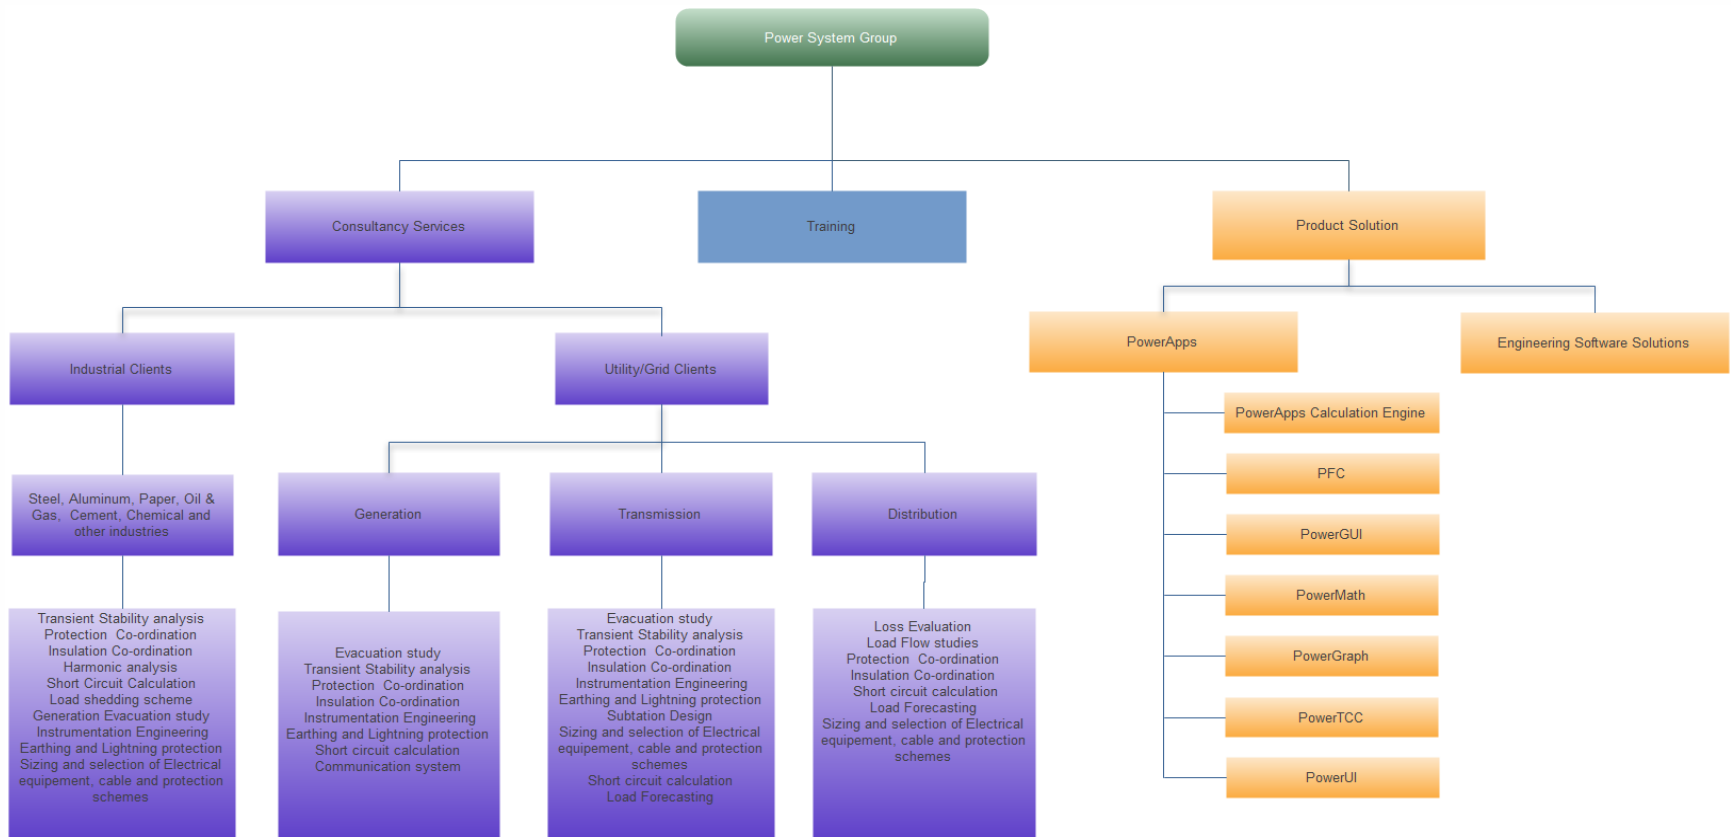 Power System Group
Consultancy Services
Training
Product Solution
Industrial Clients
Utility/Grid Clients
PowerApps
Engineering Software Solutions
PowerApps Calculation Engine
PFC
PowerGUI
PowerMath
PowerGraph
PowerTCC
PowerUI
Steel, Aluminum, Paper, Oil &
Gas,  Cement, Chemical and
other industries
Generation
Transmission
Distribution
Transient Stability analysis
Protection  Co-ordination
Insulation Co-ordination
Harmonic analysis
Short Circuit Calculation
Load shedding scheme
Generation Evacuation study
Instrumentation Engineering
Earthing and Lightning protection
Sizing and selection of Electrical
equipement, cable and protection
schemes
Evacuation study
Transient Stability analysis
Protection  Co-ordination
Insulation Co-ordination
Instrumentation Engineering
Earthing and Lightning protection
Short circuit calculation
Communication system
Evacuation study
Transient Stability analysis
Protection  Co-ordination
Insulation Co-ordination
Instrumentation Engineering
Earthing and Lightning protection
Subtation Design
Sizing and selection of Electrical
equipement, cable and protection
schemes
Short circuit calculation
Load Forecasting
Loss Evaluation
Load Flow studies
Protection  Co-ordination
Insulation Co-ordination
Short circuit calculation
Load Forecasting
Sizing and selection of Electrical
equipement, cable and protection
schemes